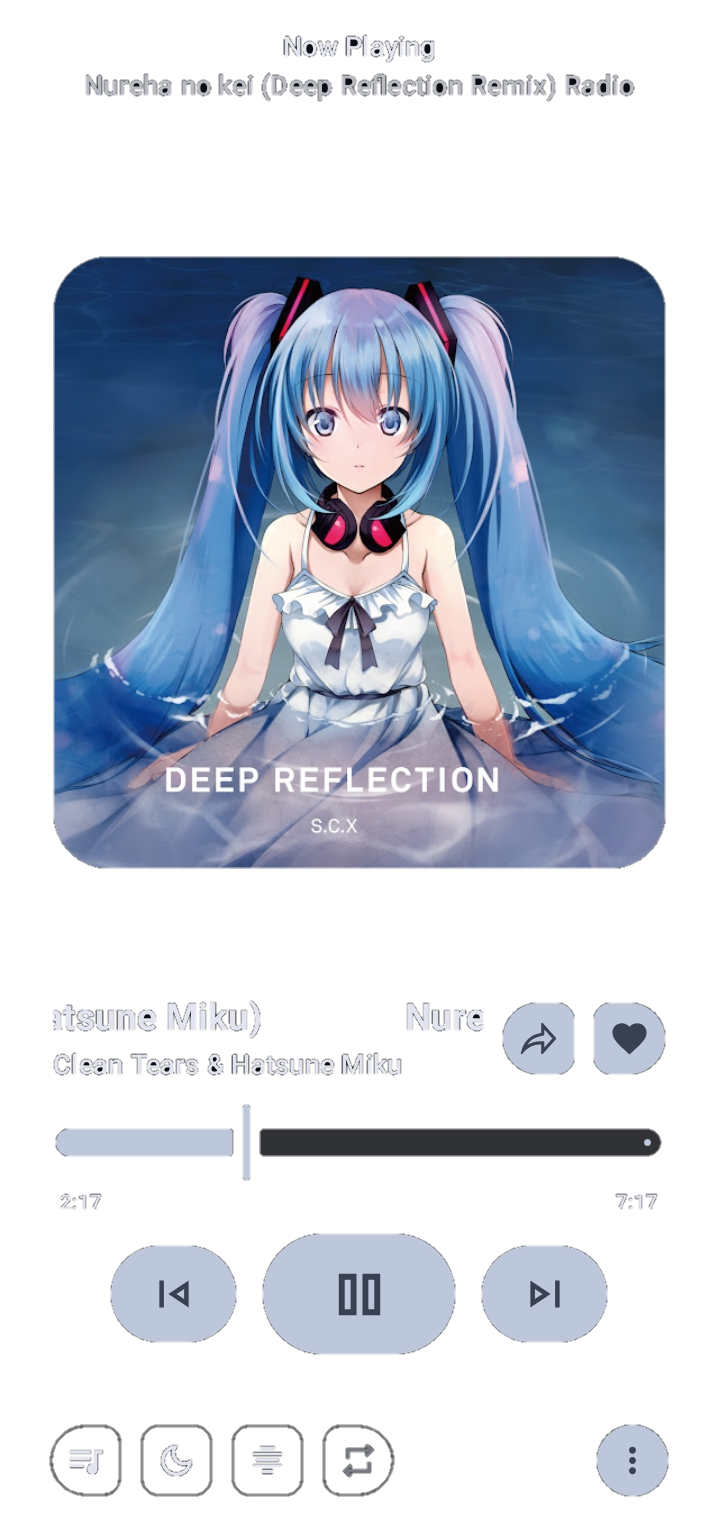 Now Playing
Nureha no kei (Deep Reflection Remix) Radio
DEEP REFLECTION
S.C.X
atsune Miku) Nure
Clean Tears & Hatsune Miku
2:17 7:17